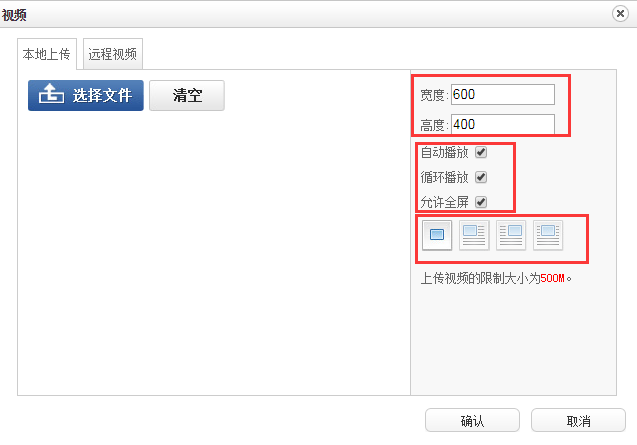 视频
本地上传 远程视频
选择文件 清空
宽度: 600
高度: 400
自动播放
循环播放
允许全屏
上传视频的限制大小为500M。
确认 取消